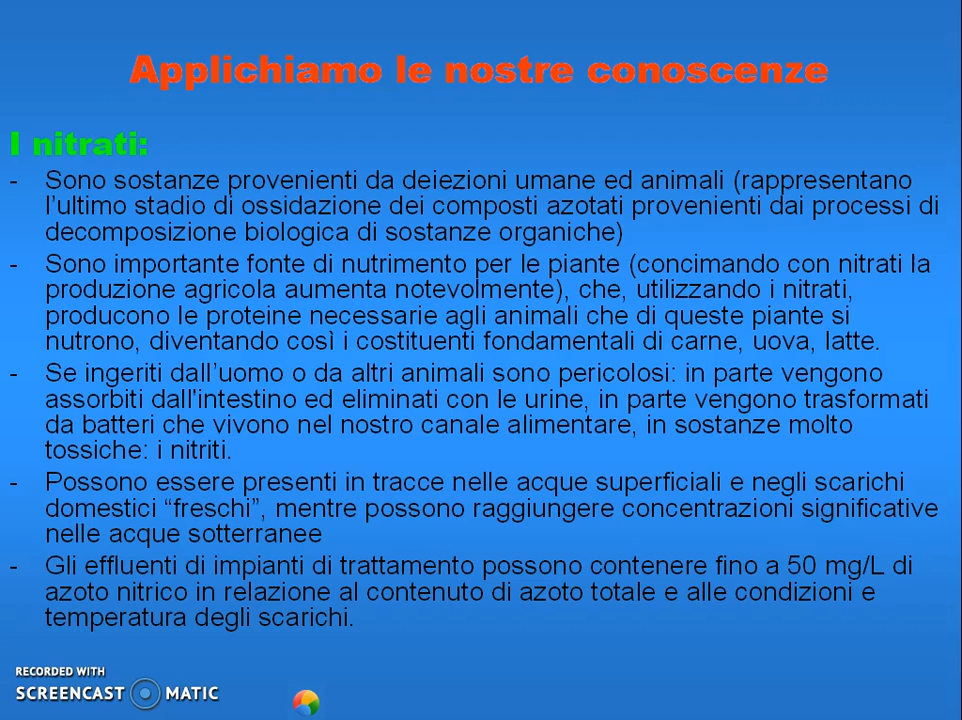 Applichiamo le nostre conoscenze
I nitrati:
- Sono sostanze provenienti da deiezioni umane ed animali (rappresentano
l'ultimo stadio di ossidazione dei composti azotati provenienti dai processi di
decomposizione biologica di sostanze organiche)
- Sono importante fonte di nutrimento per le piante (concimando con nitrati la
produzione agricola aumenta notevolmente), che, utilizzando i nitrati,
producono le proteine necessarie agli animali che di queste piante si
nutrono, diventando così i costituenti fondamentali di carne, uova, latte.
- Se ingeriti dall'uomo o da altri animali sono pericolosi: in parte vengono
assorbiti dall'intestino ed eliminati con le urine, in parte vengono trasformati
da batteri che vivono nel nostro canale alimentare, in sostanze molto
tossiche: i nitriti.
- Possono essere presenti in tracce nelle acque superficiali e negli scarichi
domestici “freschi”, mentre possono raggiungere concentrazioni significative
nelle acque sotterranee
- Gli effluenti di impianti di trattamento possono contenere fino a 50 mg/L di
azoto nitrico in relazione al contenuto di azoto totale e alle condizioni e
temperatura degli scarichi.
RECORDED WITH
SCREENCAST MATIC